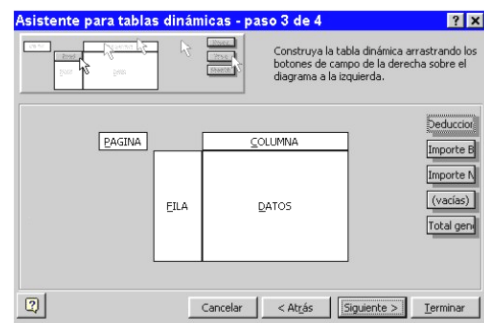 Asistente para tablas dinámicas - paso 3 de 4
Construya la tabla dinámica arrastrando los
botones de campo de la derecha sobre el
diagrama a la izquierda.
PAGINA
COLUMNA
FILA
DATOS
Deduccion
Importe B
Importe N
(vacías)
Total gen
Cancelar
< Atrás
Siguiente >
Terminar